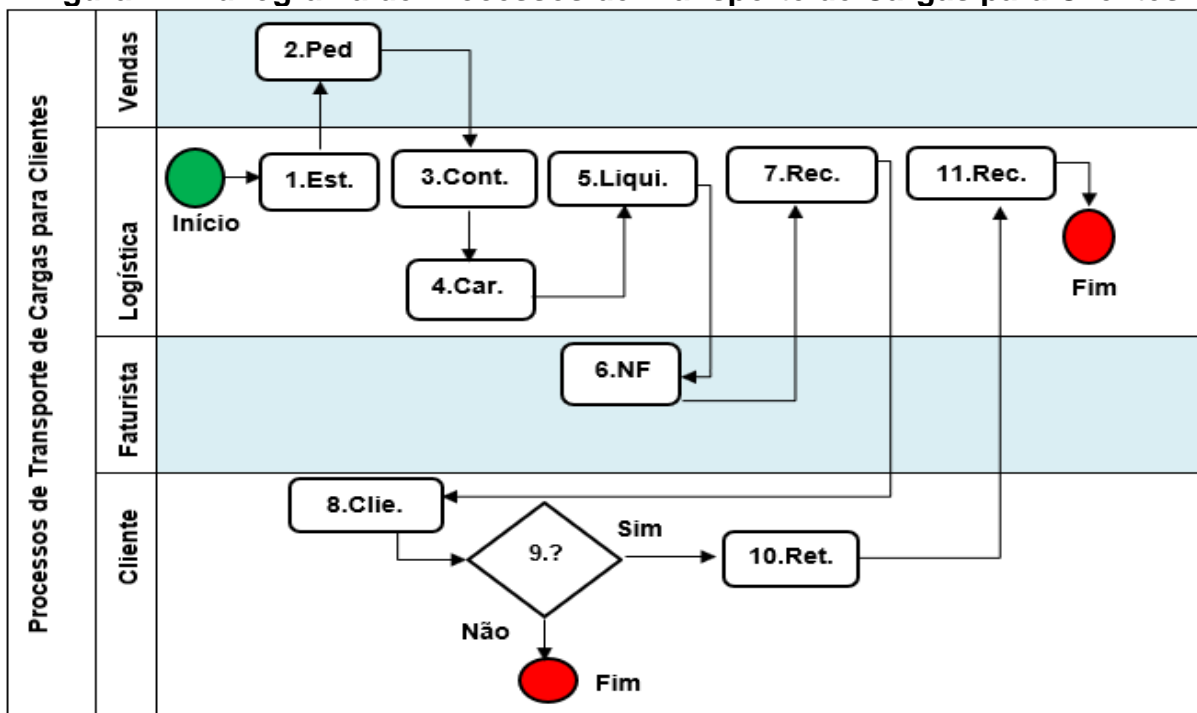 Processos de Transporte de Cargas para Clientes
Vendas
2.Ped
Logística
Início
1.Est.
3.Cont.
4.Car.
5.Liqui.
7.Rec.
11.Rec.
Fim
Faturista
6.NF
Cliente
8.Clie.
9.?
Sim
10.Ret.
Não
Fim